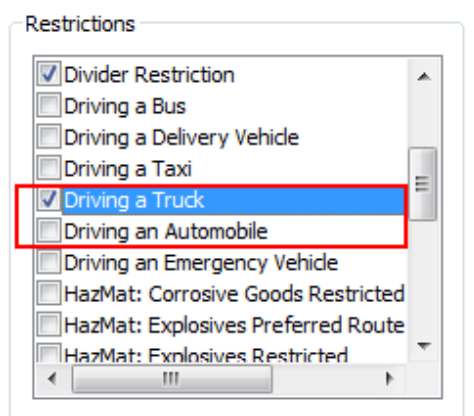 Restrictions
Divider Restriction
Driving a Bus
Driving a Delivery Vehicle
Driving a Taxi
Driving a Truck
Driving an Automobile
Driving an Emergency Vehicle
HazMat: Corrosive Goods Restricted
HazMat: Explosives Preferred Route
HazMat: Explosives Restricted